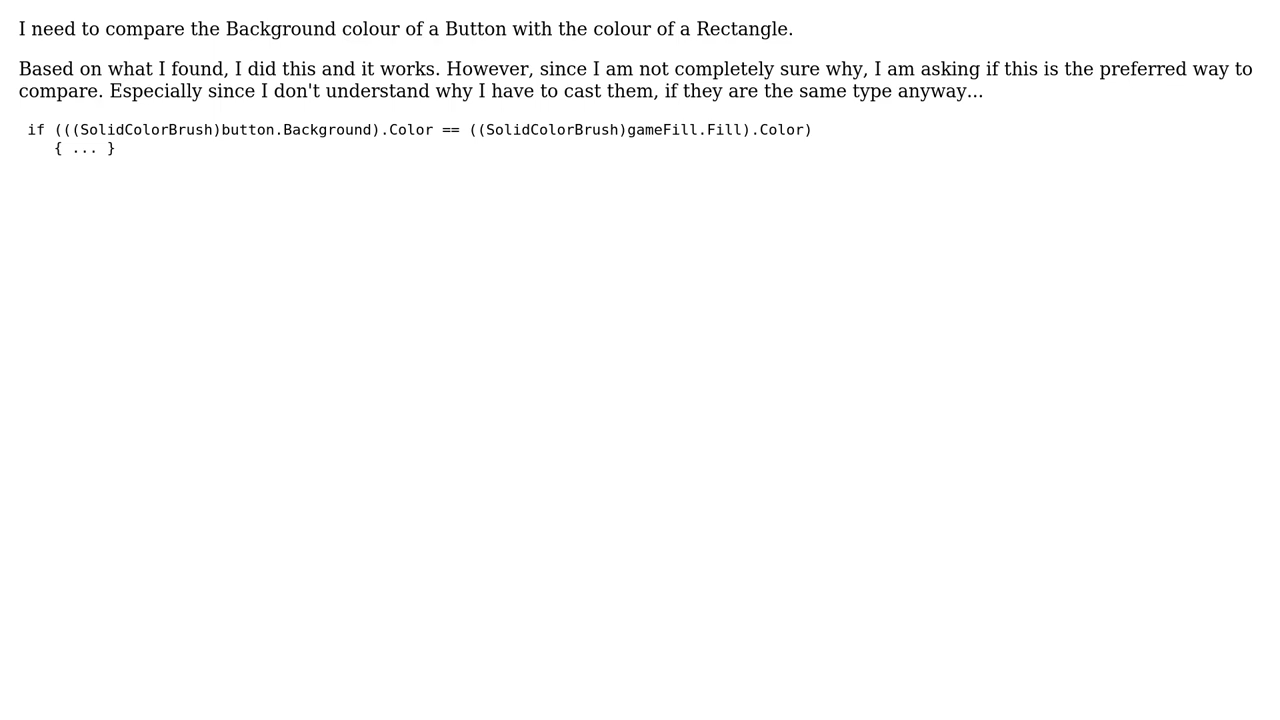 I need to compare the Background colour of a Button with the colour of a Rectangle.
Based on what I found, I did this and it works. However, since I am not completely sure why, I am asking if this is the preferred way to
compare. Especially since I don't understand why I have to cast them, if they are the same type anyway...
if (((SolidColorBrush)button.Background).Color == ((SolidColorBrush)gameFill.Fill).Color)
{ ... }